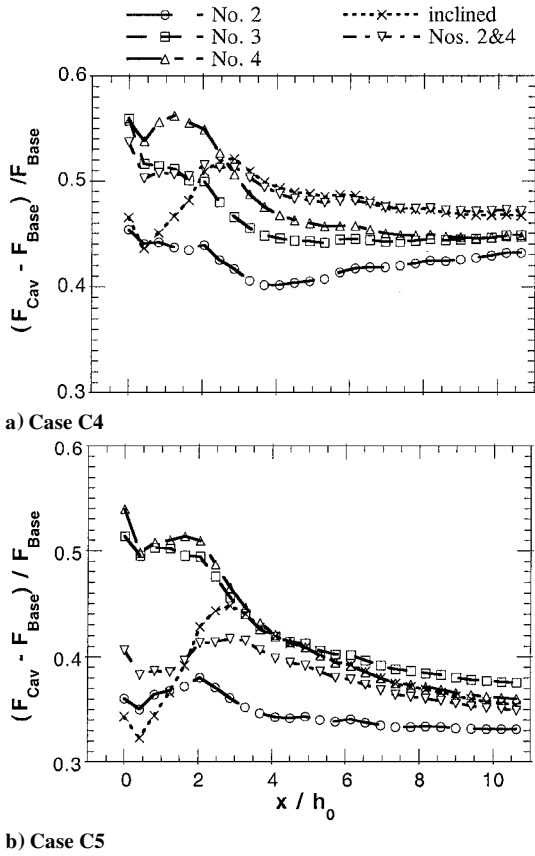 No. 2
No. 3
No. 4
inclined
Nos. 2&4
0.6
0.5
0.4
0.3
(F_Cav - F_Base) / F_Base
a) Case C4
0.6
0.5
0.4
0.3
(F_Cav - F_Base) / F_Base
0 2 4 6 8 10
x / h_0
b) Case C5